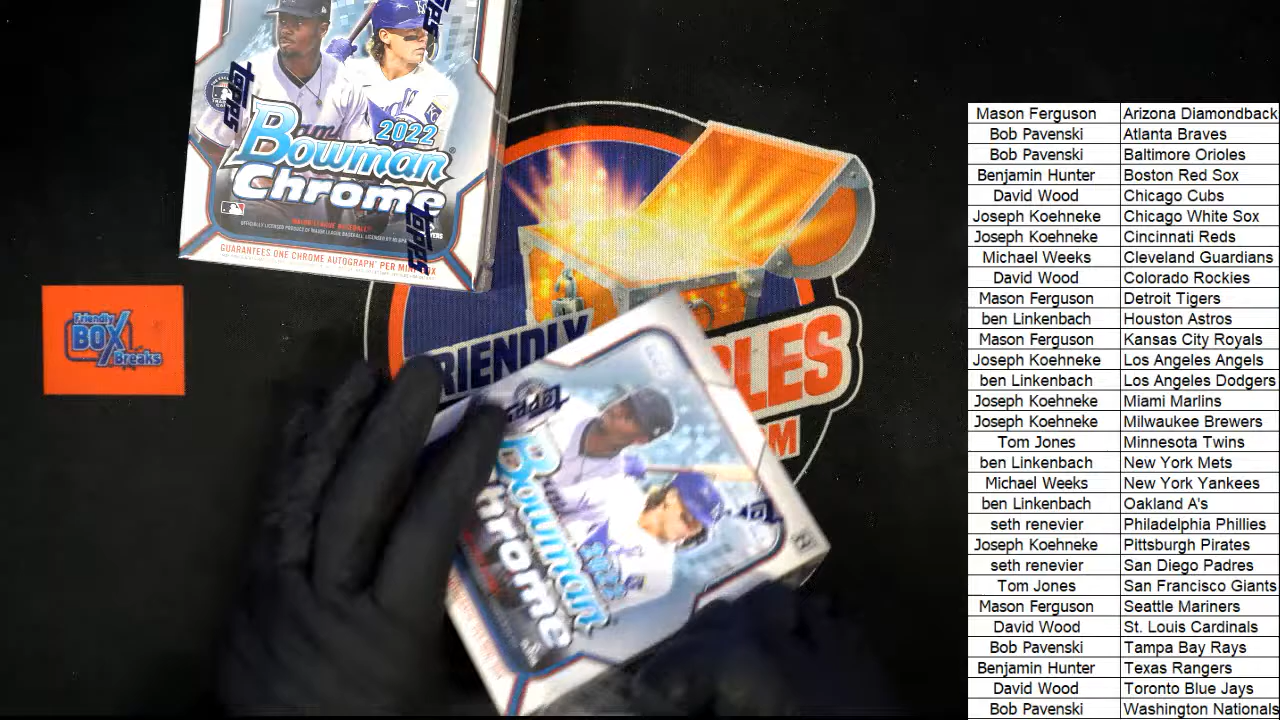 Topps
Topps
2022
Bowman
Chrome
MAJOR LEAGUE BASEBALL
Topps
GUARANTEES ONE CHROME AUTOGRAPH PER MINI BOX
Friendly
BOX
Breaks
FRIENDLY
LES
M
Topps
Bowman
2022
Chrome
Mason Ferguson Arizona Diamondback
Bob Pavenski Atlanta Braves
Bob Pavenski Baltimore Orioles
Benjamin Hunter Boston Red Sox
David Wood Chicago Cubs
Joseph Koehneke Chicago White Sox
Joseph Koehneke Cincinnati Reds
Michael Weeks Cleveland Guardians
David Wood Colorado Rockies
Mason Ferguson Detroit Tigers
ben Linkenbach Houston Astros
Mason Ferguson Kansas City Royals
Joseph Koehneke Los Angeles Angels
ben Linkenbach Los Angeles Dodgers
Joseph Koehneke Miami Marlins
Joseph Koehneke Milwaukee Brewers
Tom Jones Minnesota Twins
ben Linkenbach New York Mets
Michael Weeks New York Yankees
ben Linkenbach Oakland A's
seth renevier Philadelphia Phillies
Joseph Koehneke Pittsburgh Pirates
seth renevier San Diego Padres
Tom Jones San Francisco Giants
Mason Ferguson Seattle Mariners
David Wood St. Louis Cardinals
Bob Pavenski Tampa Bay Rays
Benjamin Hunter Texas Rangers
David Wood Toronto Blue Jays
Bob Pavenski Washington Nationals